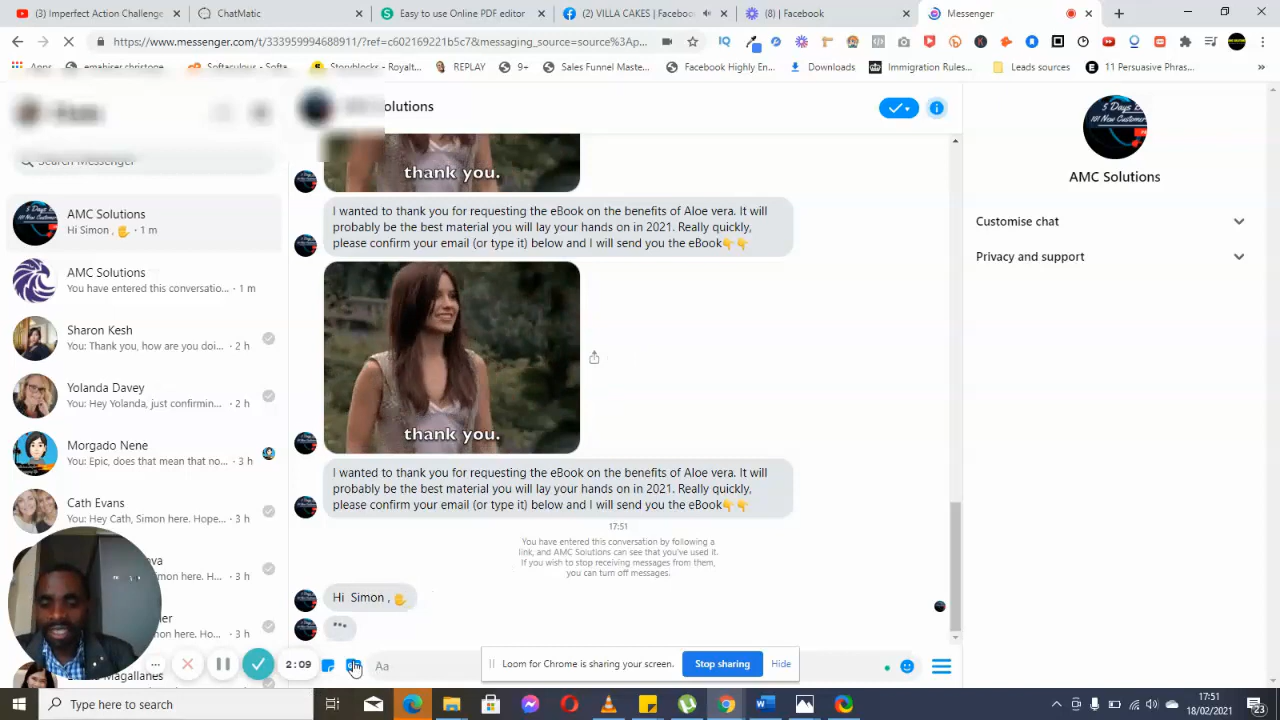 (3) Imperfect Action Challenge
ChatMatic
Easy to use Online PDF editor
(2) VILLA CAKES | Facebook
(8) | Facebook
Messenger
https://www.messenger.com/t/333959946891128/?
messaging_source=source%3Ap...
Apps
Storyblocks | Royalt...
REPLAY
9+
Sales Funnel Maste...
Facebook Highly En...
Downloads
Immigration Rules...
Leads sources
11 Persuasive Phras...
olutions
Search Messenger
AMC Solutions
Hi Simon , ✋ · 1 m
AMC Solutions
You have entered this conversatio... · 1 m
Sharon Kesh
You: Thank you, how are you doi... · 2 h
Yolanda Davey
You: Hey Yolanda, just confirmin... · 2 h
Morgado Nene
You: Epic, does that mean that no... · 3 h
Cath Evans
You: Hey Cath, Simon here. Hope... · 3 h
va
mon here. H... · 3 h
her
mon here. Ho... · 3 h
Magallanes
2:09
thank you.
I wanted to thank you for requesting the eBook on the benefits of Aloe vera. It will
probably be the best material you will lay your hands on in 2021. Really quickly,
please confirm your email (or type it) below and I will send you the eBook👇👇
thank you.
I wanted to thank you for requesting the eBook on the benefits of Aloe vera. It will
probably be the best material you will lay your hands on in 2021. Really quickly,
please confirm your email (or type it) below and I will send you the eBook👇👇
17:51
You have entered this conversation by following a
link, and AMC Solutions can see that you've used it.
If you wish to stop receiving messages from them,
you can turn off messages.
Hi Simon , ✋
Aa
Loom for Chrome is sharing your screen.
Stop sharing
Hide
5 Days
101 New Customer
AMC Solutions
Customise chat
Privacy and support
Type here to search
17:51
18/02/2021
23